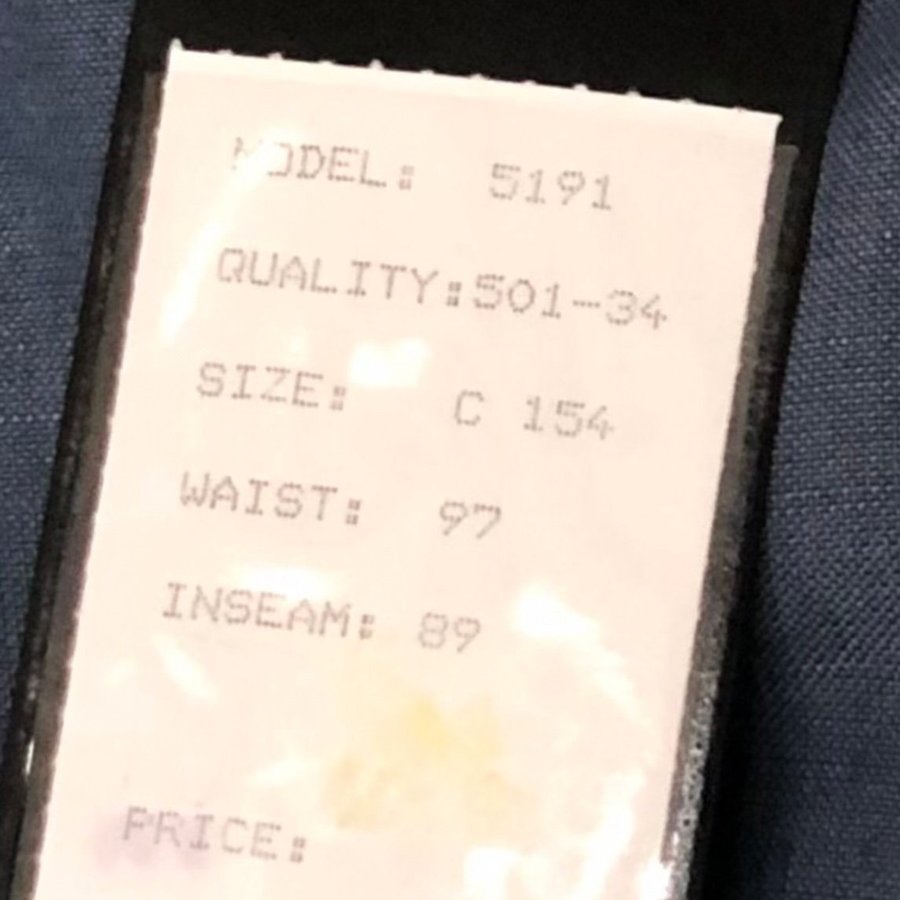 MODEL: 5191
QUALITY:501-34
SIZE: C 154
WAIST: 97
INSEAM: 89
PRICE: